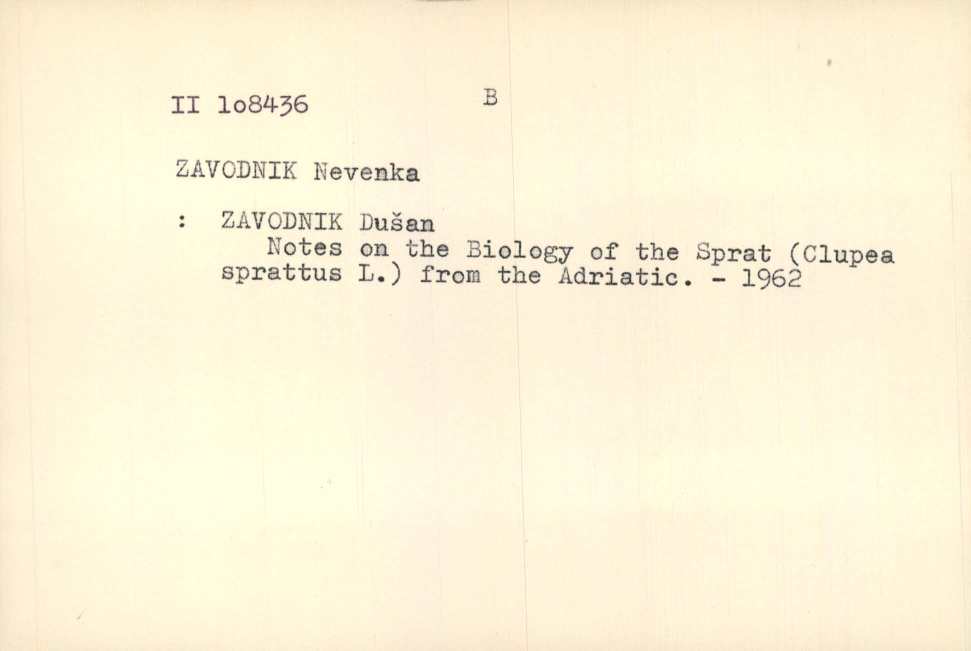 II 1o8436 B
ZAVODNIK Nevenka
: ZAVODNIK Dušan
Notes on the Biology of the Sprat (Clupea
sprattus L.) from the Adriatic. - 1962